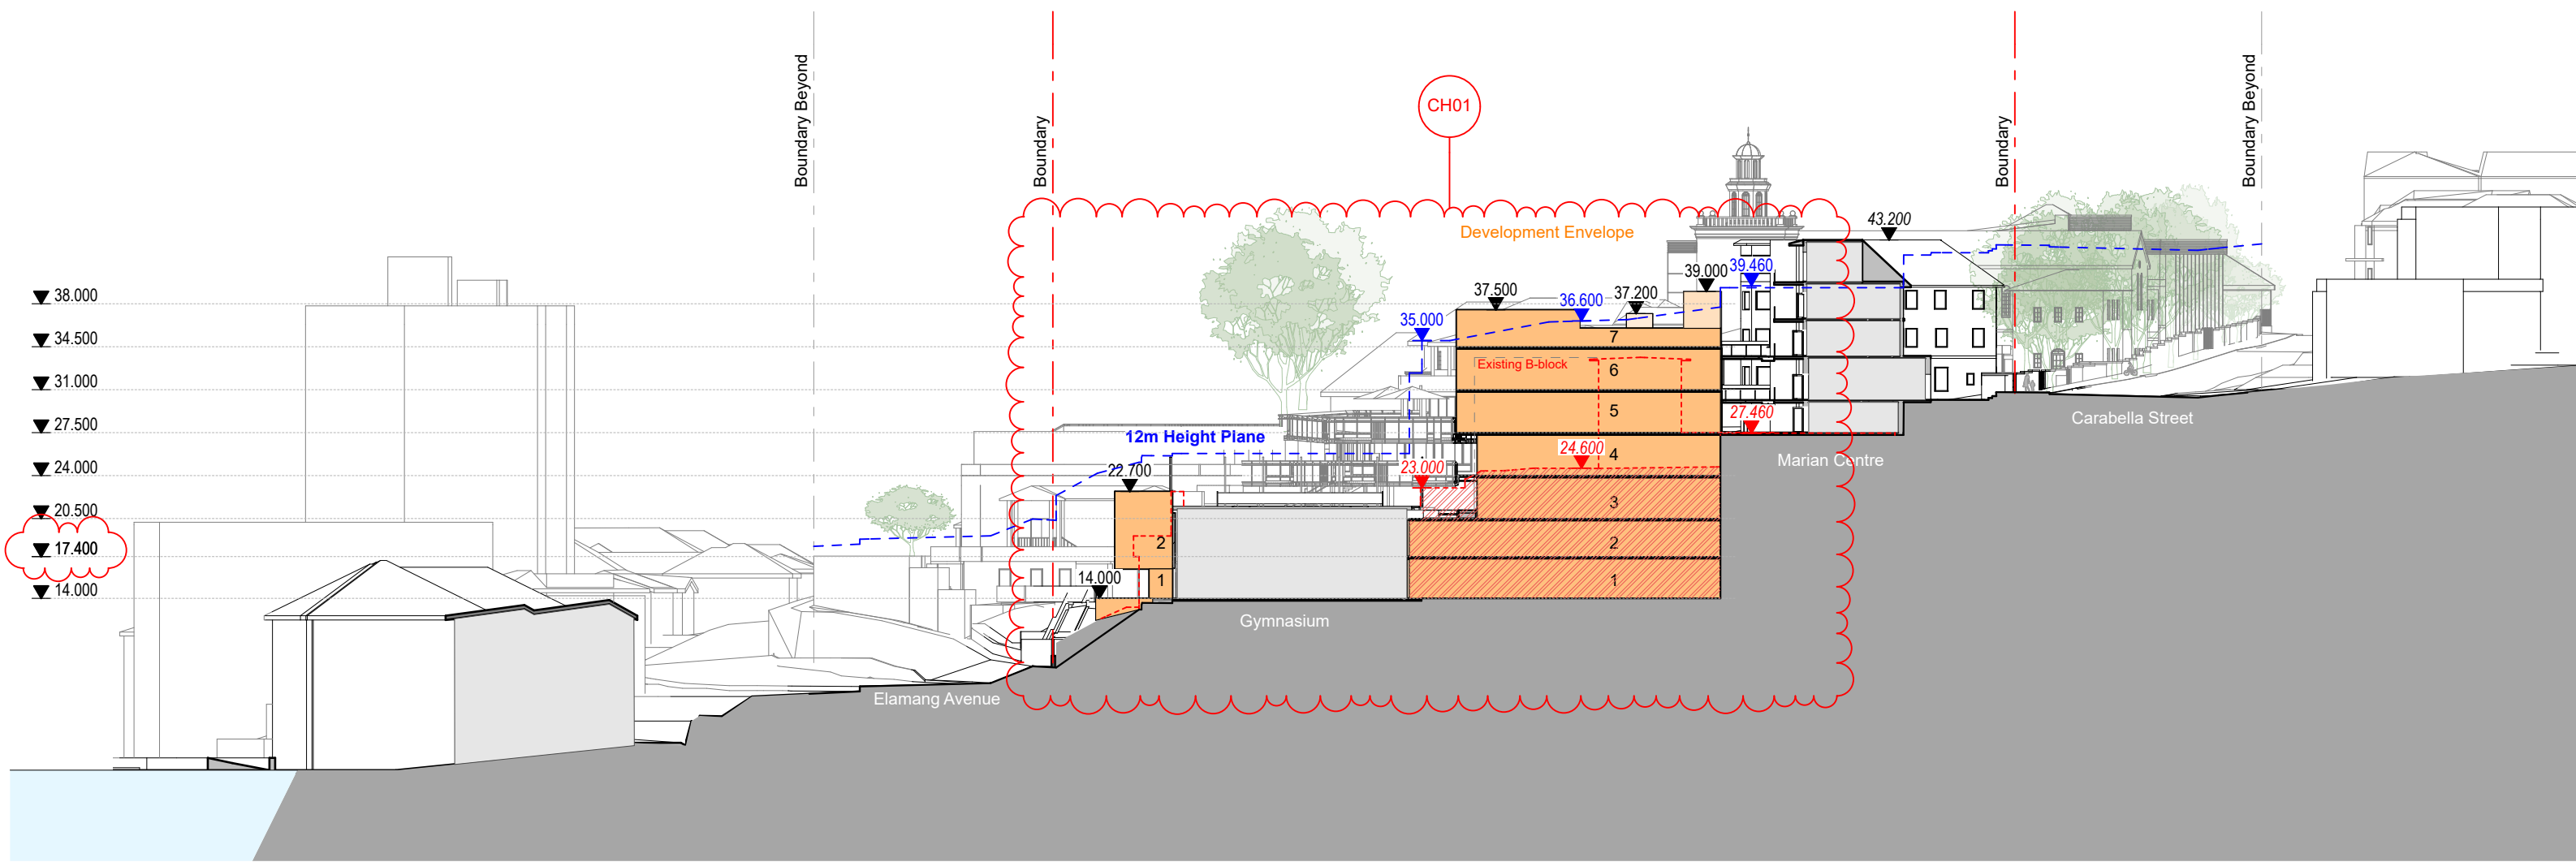 Boundary Beyond
Boundary
CH01
Boundary
Boundary Beyond
Development Envelope
43.200
39.000
39.460
37.500
36.600
37.200
35.000
38.000
34.500
31.000
27.500
24.000
20.500
17.400
14.000
7
Existing B-block
6
5
27.460
Carabella Street
12m Height Plane
24.600
4
Marian Centre
22.700
23.000
3
2
2
14.000
1
1
Gymnasium
Elamang Avenue